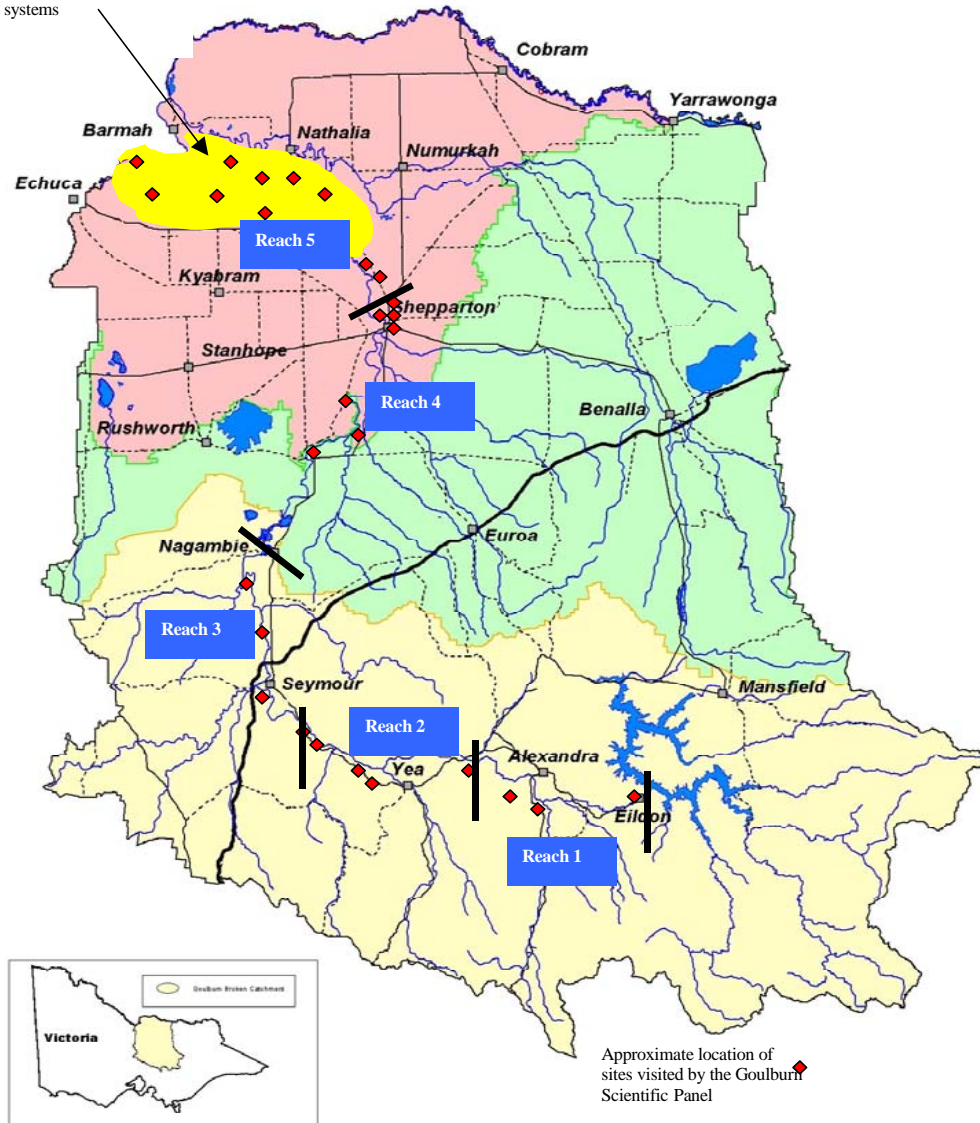 systems
Cobram
Yarrawonga
Barmah
Nathalia
Numurkah
Echuca
Reach 5
Kyabram
Shepparton
Stanhope
Reach 4
Benalla
Rushworth
Euroa
Nagambie
Reach 3
Seymour
Mansfield
Reach 2
Alexandra
Yea
Eildon
Reach 1
Goulburn Broken Catchment
Victoria
Approximate location of
sites visited by the Goulburn
Scientific Panel